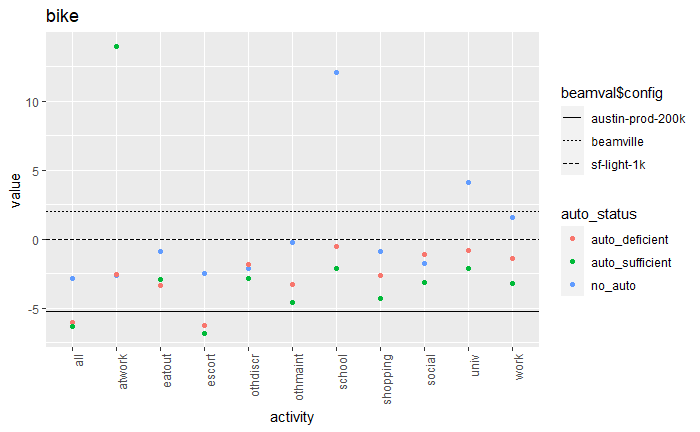 bike
value
10
5
0
-5
all
atwork
eatout
escort
othdiscr
othmaint
school
shopping
social
univ
work
activity
beamval$config
austin-prod-200k
beamville
sf-light-1k
auto_status
auto_deficient
auto_sufficient
no_auto